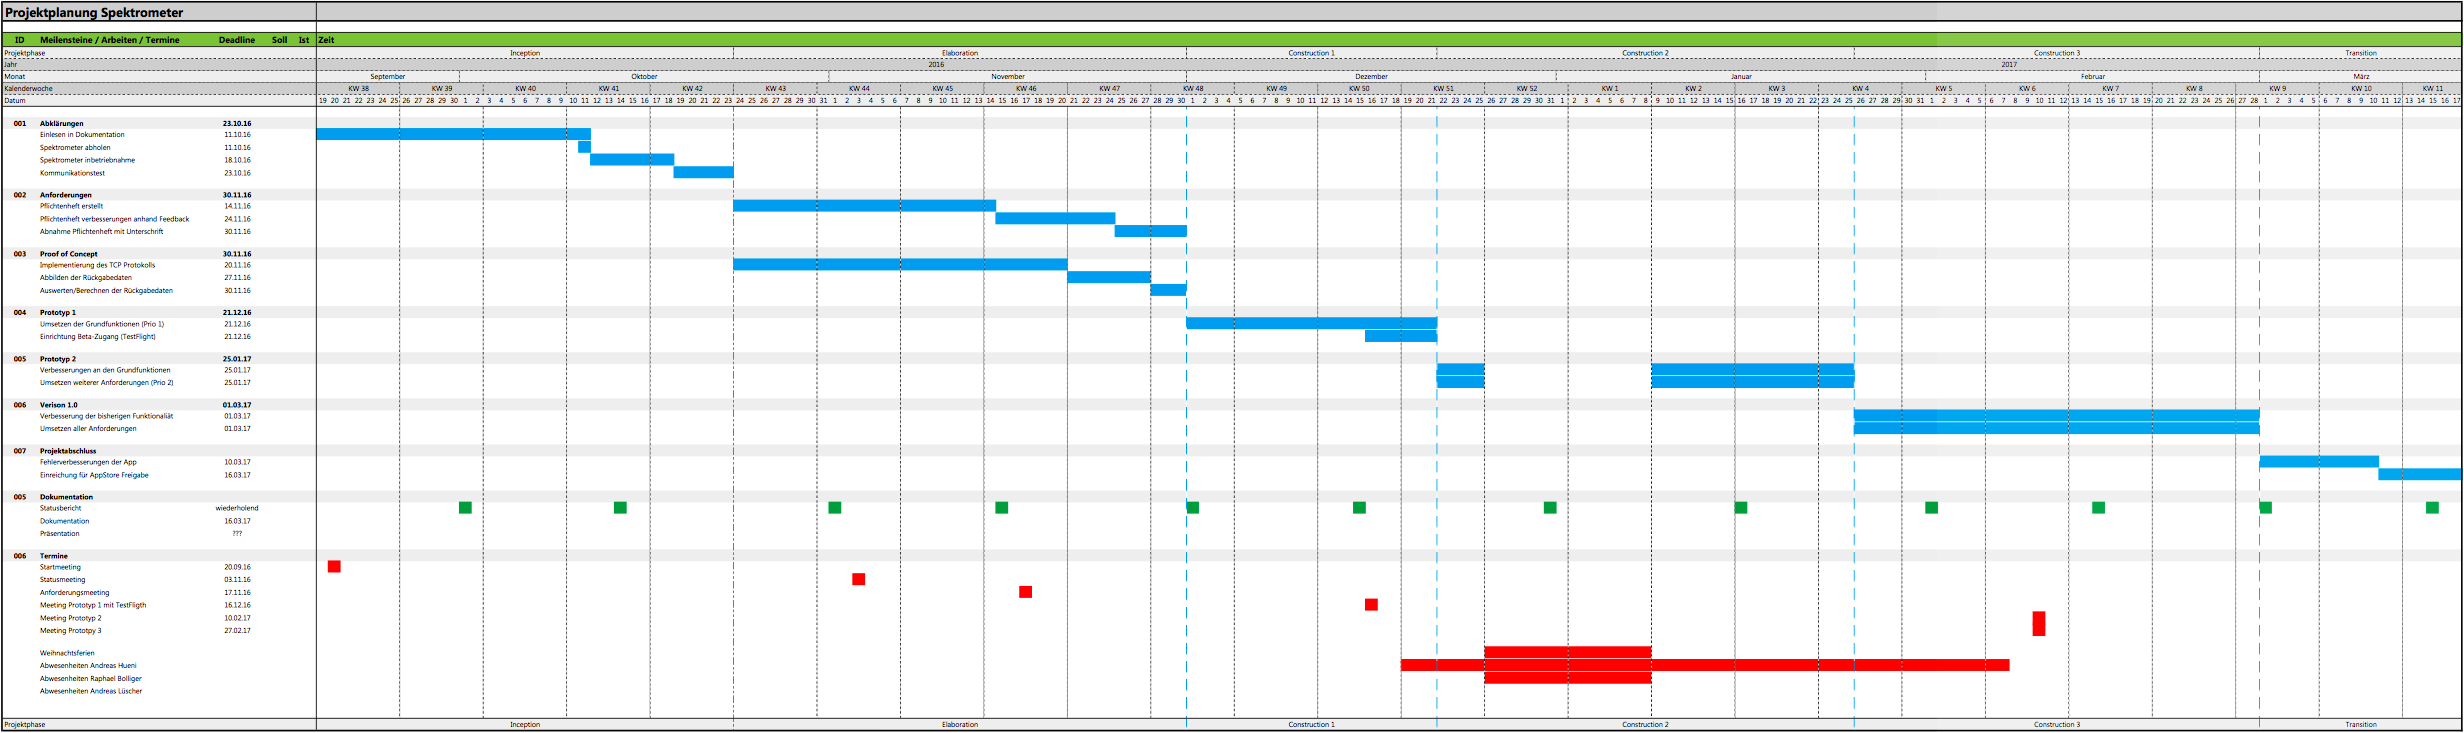 Projektplanung Spektrometer
ID Meilensteine / Arbeiten / Termine Deadline Soll Ist Zeit
Projektphase Inception Elaboration Construction 1 Construction 2 Construction 3 Transition
Jahr 2016 2017
Monat September Oktober November Dezember Januar Februar März
Kalenderwoche KW 38 KW 39 KW 40 KW 41 KW 42 KW 43 KW 44 KW 45 KW 46 KW 47 KW 48 KW 49 KW 50 KW 51 KW 52 KW 1 KW 2 KW 3 KW 4 KW 5 KW 6 KW 7 KW 8 KW 9 KW 10 KW 11
Datum 19 20 21 22 23 24 25 26 27 28 29 30 1 2 3 4 5 6 7 8 9 10 11 12 13 14 15 16 17 18 19 20 21 22 23 24 25 26 27 28 29 30 31 1 2 3 4 5 6 7 8 9 10 11 12 13 14 15 16 17 18 19 20 21 22 23 24 25 26 27 28 29 30 1 2 3 4 5 6 7 8 9 10 11 12 13 14 15 16 17 18 19 20 21 22 23 24 25 26 27 28 29 30 31 1 2 3 4 5 6 7 8 9 10 11 12 13 14 15 16 17 18 19 20 21 22 23 24 25 26 27 28 29 30 31 1 2 3 4 5 6 7 8 9 10 11 12 13 14 15 16 17 18 19 20 21 22 23 24 25 26 27 28 1 2 3 4 5 6 7 8 9 10 11 12 13 14 15 16 17
001 Abklärungen 23.10.16
Einlesen in Dokumentation 11.10.16
Spektrometer abholen 11.10.16
Spektrometer inbetriebnahme 18.10.16
Kommunikationstest 23.10.16
002 Anforderungen 30.11.16
Pflichtenheft erstellt 14.11.16
Pflichtenheft verbesserungen anhand Feedback 24.11.16
Abnahme Pflichtenheft mit Unterschrift 30.11.16
003 Proof of Concept 30.11.16
Implementierung des TCP Protokolls 20.11.16
Abbilden der Rückgabedaten 27.11.16
Auswerten/Berechnen der Rückgabedaten 30.11.16
004 Prototyp 1 21.12.16
Umsetzen der Grundfunktionen (Prio 1) 21.12.16
Einrichtung Beta-Zugang (TestFlight) 21.12.16
005 Prototyp 2 25.01.17
Verbesserungen an den Grundfunktionen 25.01.17
Umsetzen weiterer Anforderungen (Prio 2) 25.01.17
006 Verison 1.0 01.03.17
Verbesserung der bisherigen Funktionaliät 01.03.17
Umsetzen aller Anforderungen 01.03.17
007 Projektabschluss
Fehlerverbesserungen der App 10.03.17
Einreichung für AppStore Freigabe 16.03.17
005 Dokumentation
Statusbericht wiederholend
Dokumentation 16.03.17
Präsentation ???
006 Termine
Startmeeting 20.09.16
Statusmeeting 03.11.16
Anforderungsmeeting 17.11.16
Meeting Prototyp 1 mit TestFligth 16.12.16
Meeting Prototyp 2 10.02.17
Meeting Prototpy 3 27.02.17
Weihnachtsferien
Abwesenheiten Andreas Hueni
Abwesenheiten Raphael Bolliger
Abwesenheiten Andreas Lüscher
Projektphase Inception Elaboration Construction 1 Construction 2 Construction 3 Transition